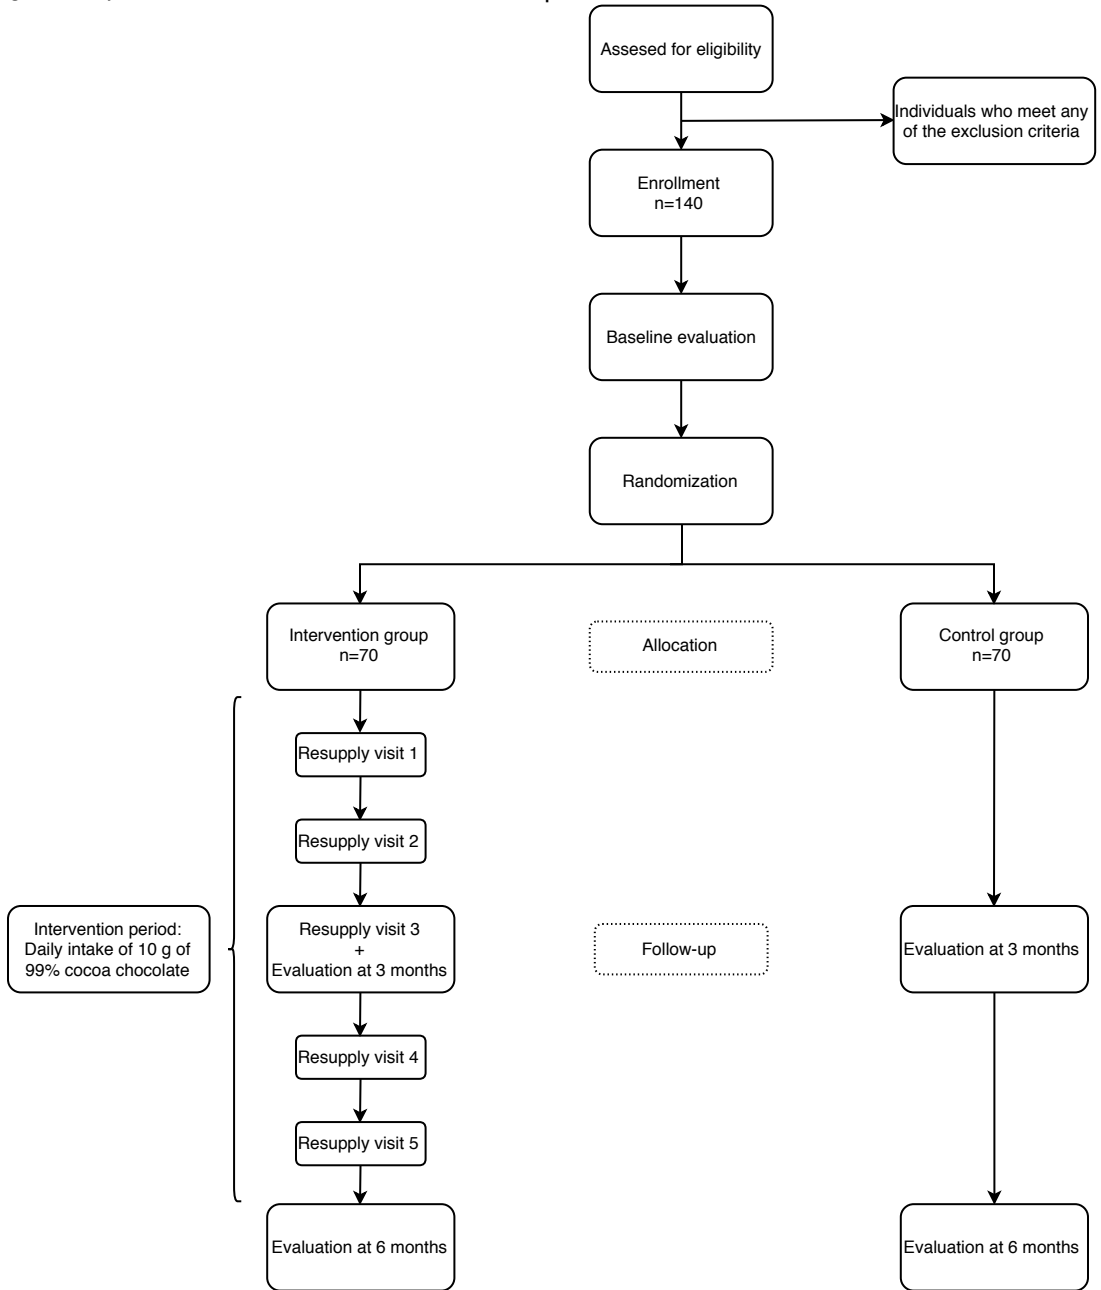 Assesed for eligibility
Individuals who meet any
of the exclusion criteria
Enrollment
n=140
Baseline evaluation
Randomization
Intervention group
n=70
Allocation
Control group
n=70
Resupply visit 1
Resupply visit 2
Intervention period:
Daily intake of 10 g of
99% cocoa chocolate
Resupply visit 3
+
Evaluation at 3 months
Follow-up
Evaluation at 3 months
Resupply visit 4
Resupply visit 5
Evaluation at 6 months
Evaluation at 6 months